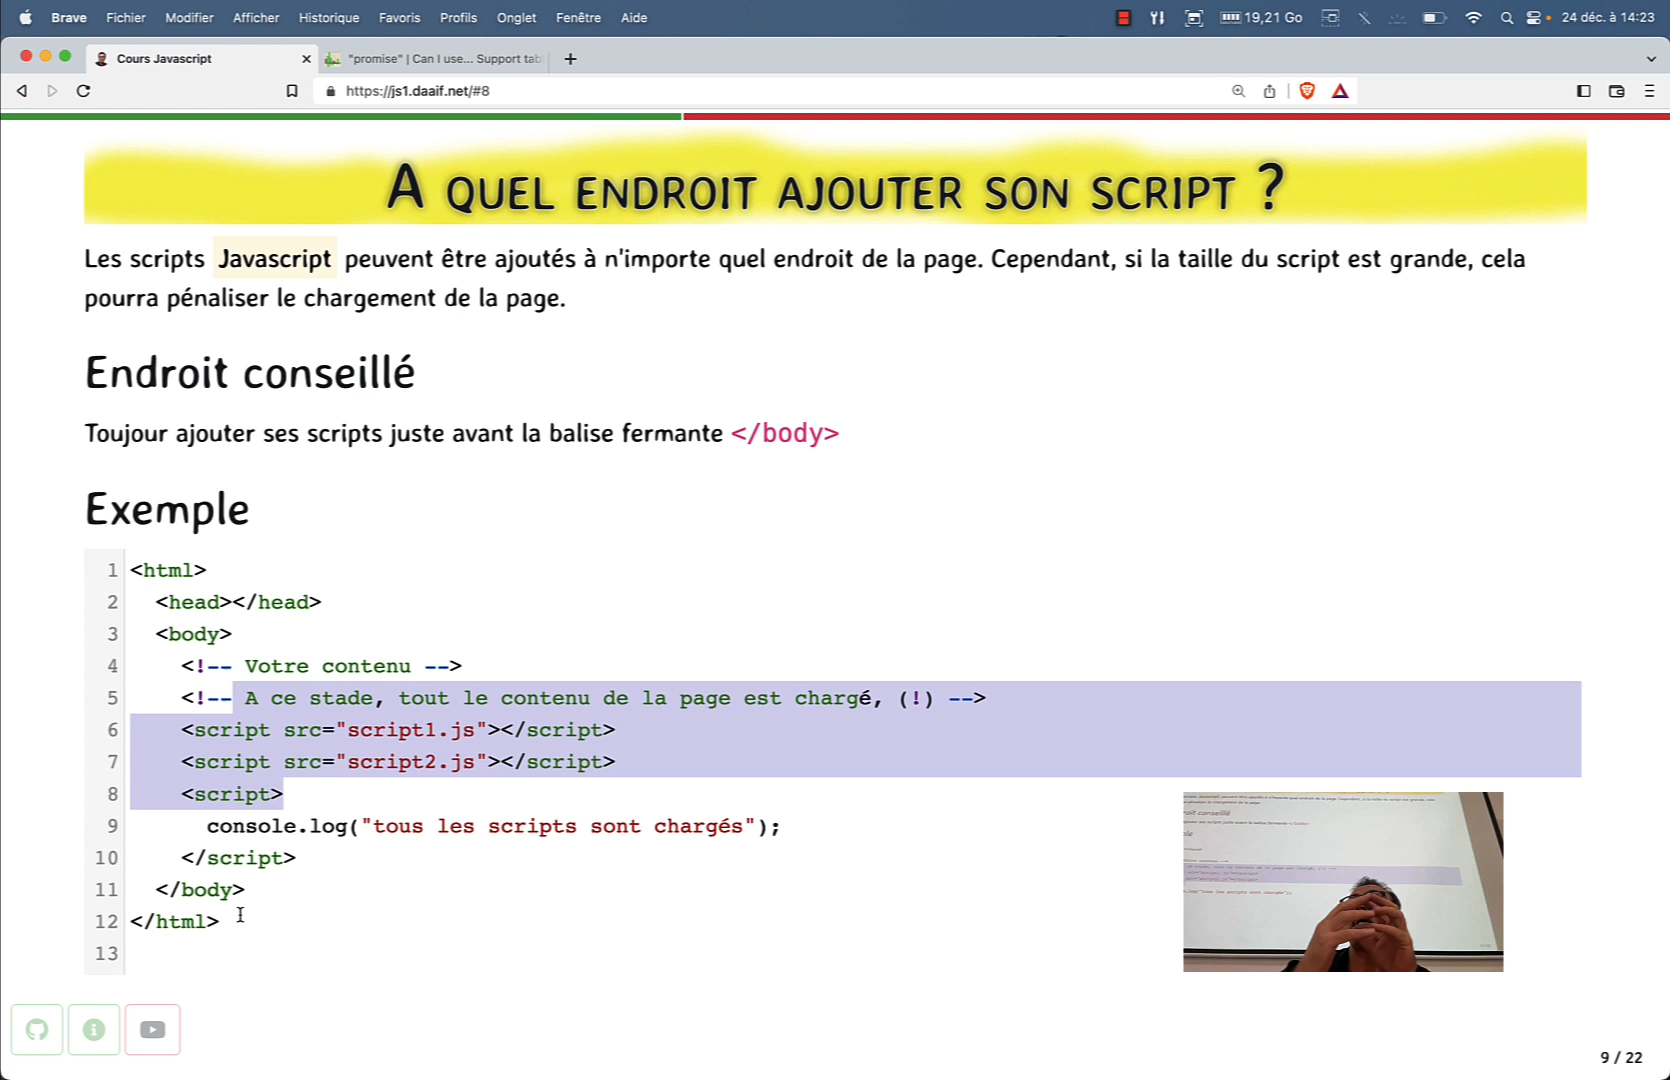 Brave Fichier Modifier Afficher Historique Favoris Profils Onglet Fenêtre Aide 19,21 Go 24 déc. à 14:23
Cours Javascript "promise" | Can I use... Support tab
https://js1.daaif.net/#8
A QUEL ENDROIT AJOUTER SON SCRIPT ?
Les scripts Javascript peuvent être ajoutés à n'importe quel endroit de la page. Cependant, si la taille du script est grande, cela
pourra pénaliser le chargement de la page.
Endroit conseillé
Toujour ajouter ses scripts juste avant la balise fermante </body>
Exemple
1 <html>
2 <head></head>
3 <body>
4 <!-- Votre contenu -->
5 <!-- A ce stade, tout le contenu de la page est chargé, (!) -->
6 <script src="script1.js"></script>
7 <script src="script2.js"></script>
8 <script>
9 console.log("tous les scripts sont chargés");
10 </script>
11 </body>
12 </html>
13
9 / 22